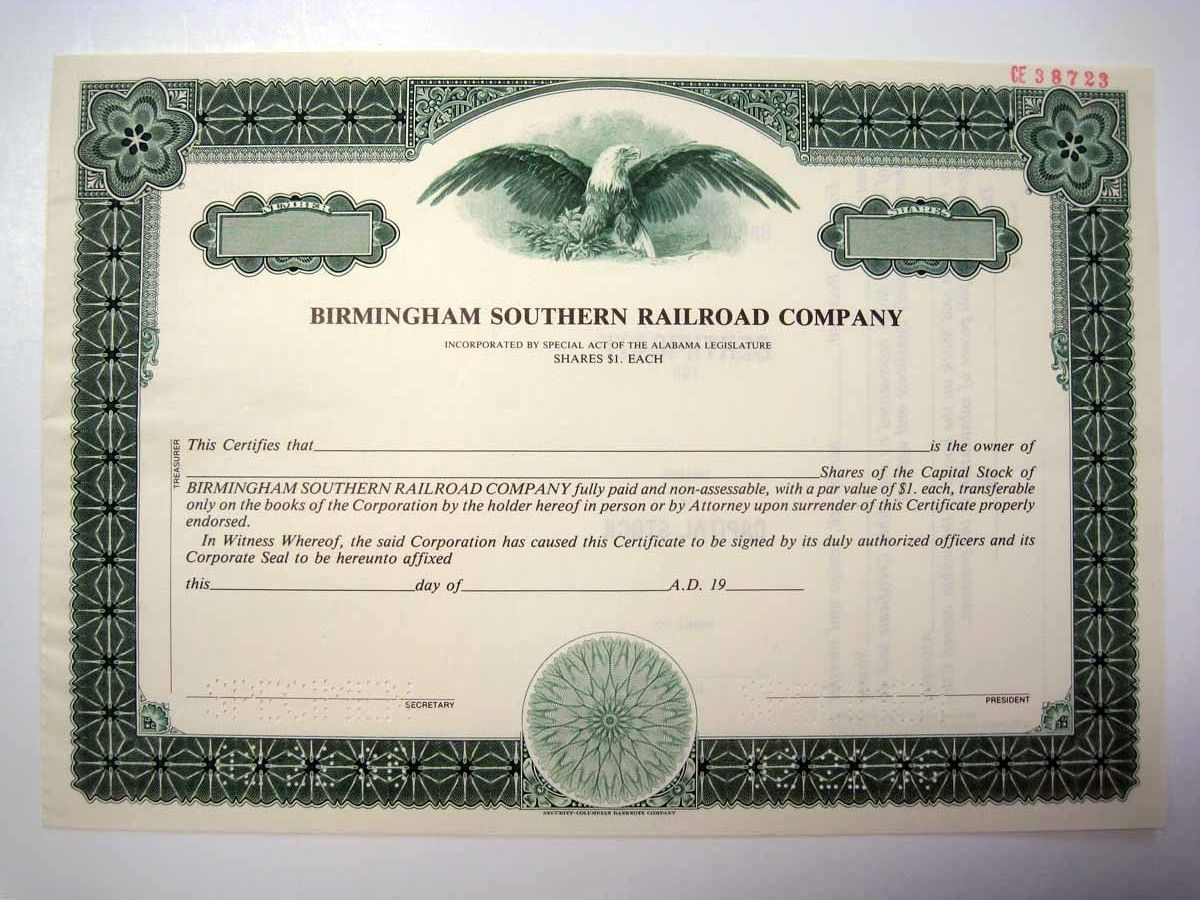 CE 38723
NUMBER
SHARES
BIRMINGHAM SOUTHERN RAILROAD COMPANY
INCORPORATED BY SPECIAL ACT OF THE ALABAMA LEGISLATURE
SHARES $1. EACH
TREASURER
This Certifies that is the owner of
Shares of the Capital Stock of
BIRMINGHAM SOUTHERN RAILROAD COMPANY fully paid and non-assessable, with a par value of $1. each, transferable
only on the books of the Corporation by the holder hereof in person or by Attorney upon surrender of this Certificate properly
endorsed.
In Witness Whereof, the said Corporation has caused this Certificate to be signed by its duly authorized officers and its
Corporate Seal to be hereunto affixed
this day of A.D. 19
SECRETARY
PRESIDENT
SECURITY-COLUMBIAN BANKNOTE COMPANY